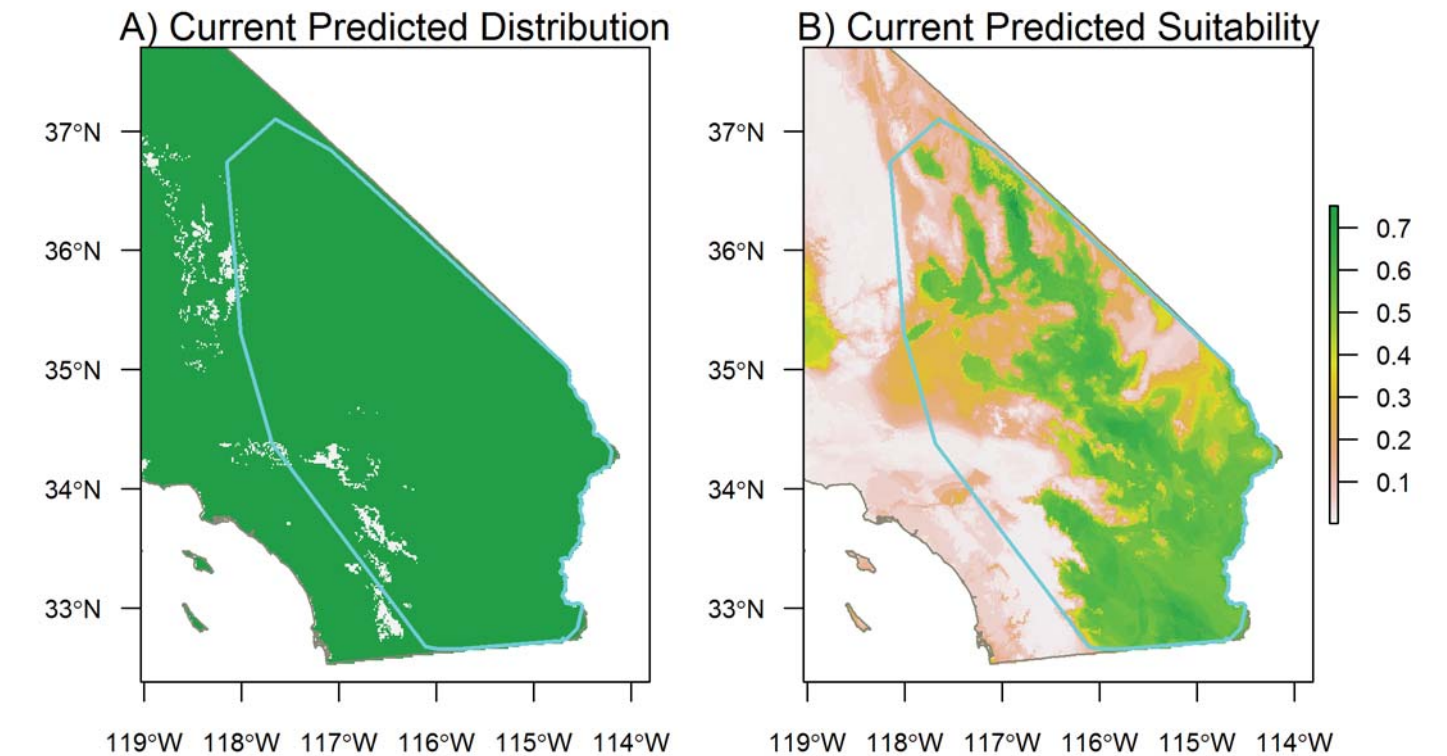 A) Current Predicted Distribution
B) Current Predicted Suitability
37°N
36°N
35°N
34°N
33°N
119°W 118°W 117°W 116°W 115°W 114°W
37°N
36°N
35°N
34°N
33°N
119°W 118°W 117°W 116°W 115°W 114°W
0.7
0.6
0.5
0.4
0.3
0.2
0.1